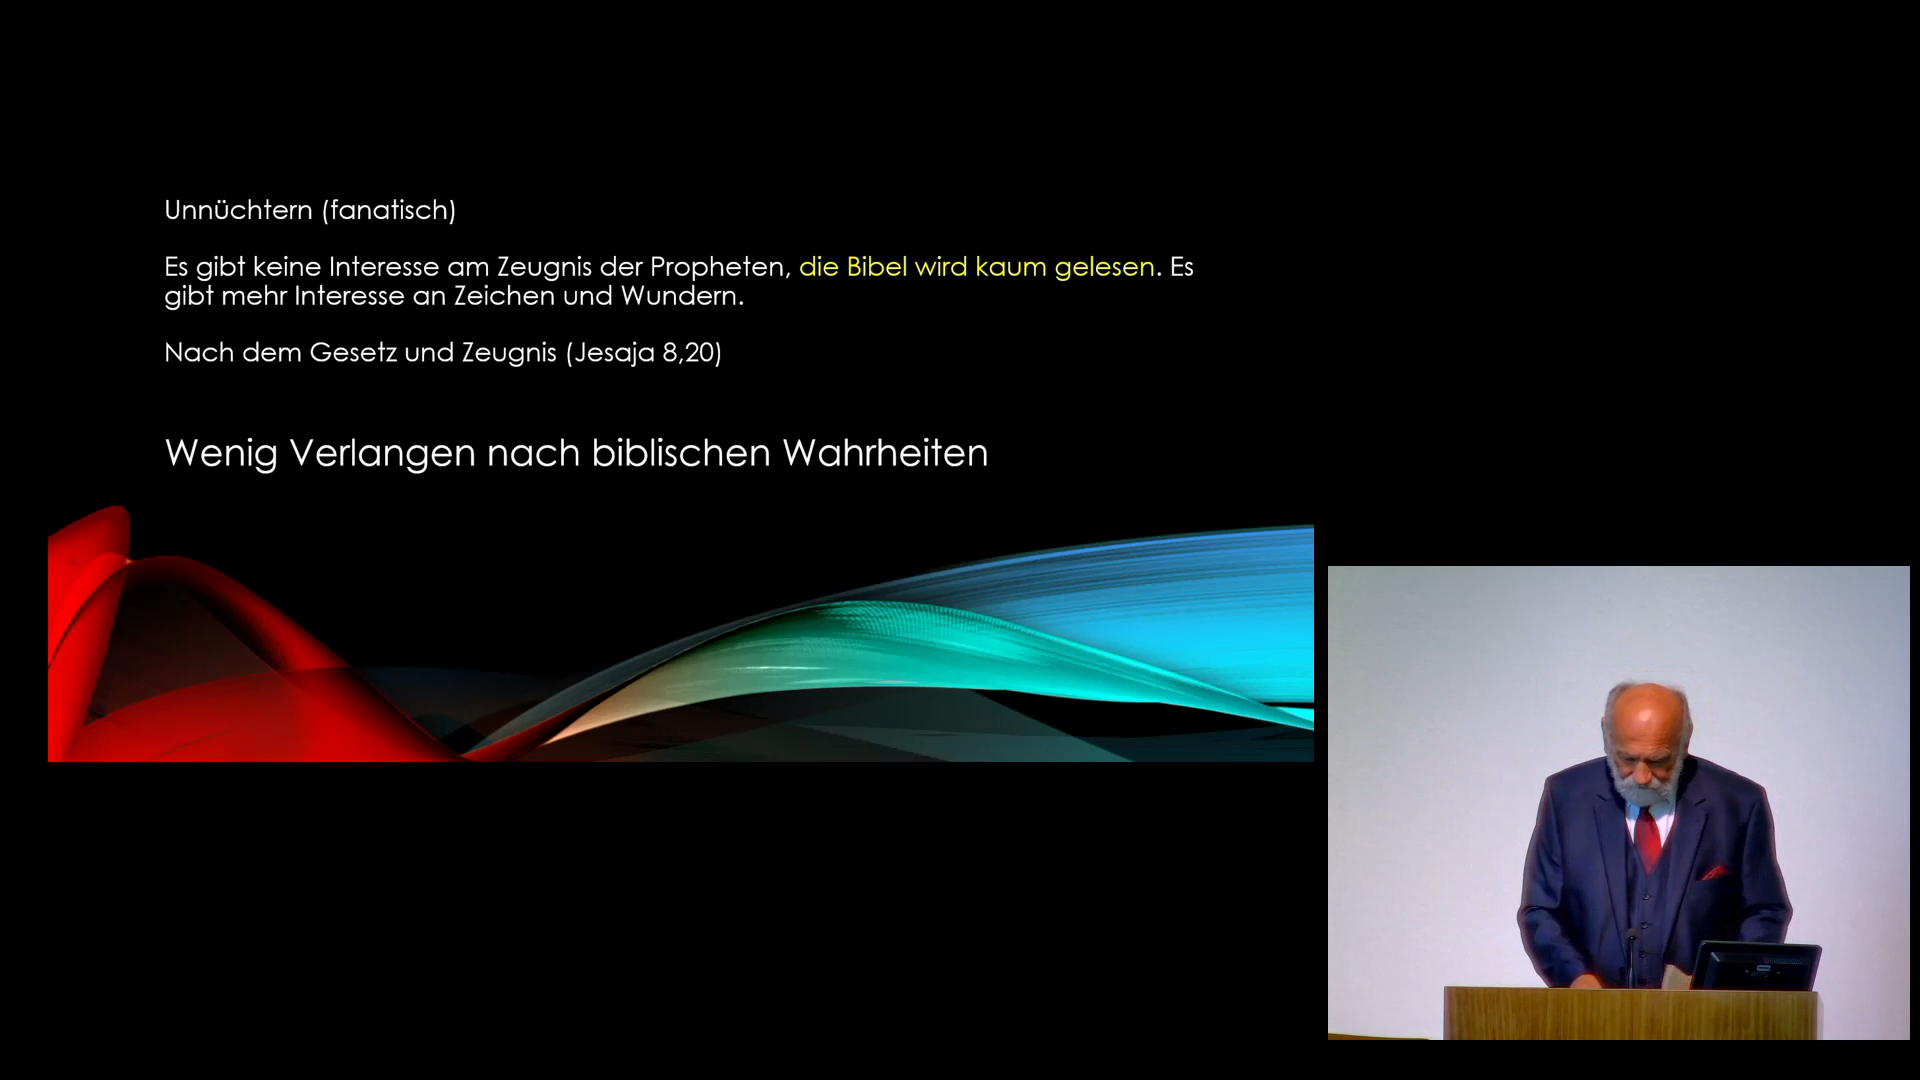 Unnüchtern (fanatisch)
Es gibt keine Interesse am Zeugnis der Propheten, die Bibel wird kaum gelesen. Es
gibt mehr Interesse an Zeichen und Wundern.
Nach dem Gesetz und Zeugnis (Jesaja 8,20)
Wenig Verlangen nach biblischen Wahrheiten